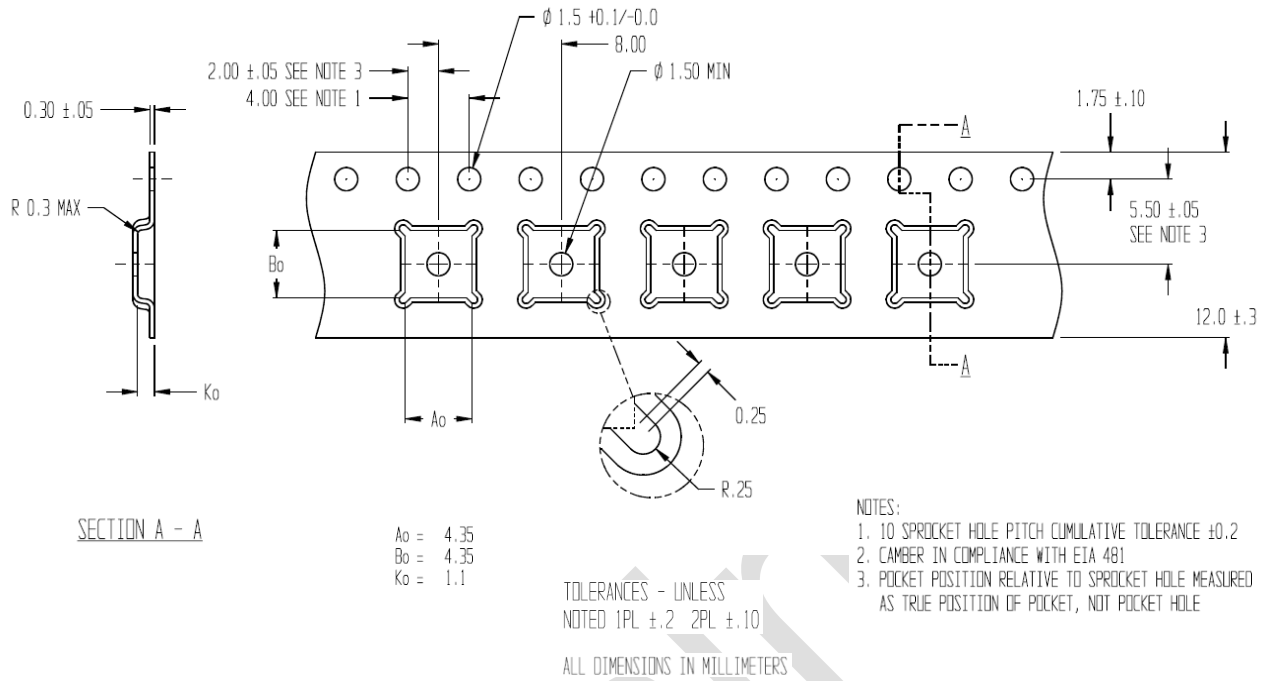 Ø 1.5 +0.1/-0.0
8.00
2.00 ±.05 SEE NOTE 3
Ø 1.50 MIN
4.00 SEE NOTE 1
0.30 ±.05
1.75 ±.10
A
R 0.3 MAX
5.50 ±.05
SEE NOTE 3
Bo
12.0 ±.3
A
Ko
Ao
0.25
R.25
SECTION A - A
Ao = 4.35
Bo = 4.35
Ko = 1.1
NOTES:
1. 10 SPROCKET HOLE PITCH CUMULATIVE TOLERANCE ±0.2
2. CAMBER IN COMPLIANCE WITH EIA 481
3. POCKET POSITION RELATIVE TO SPROCKET HOLE MEASURED
AS TRUE POSITION OF POCKET, NOT POCKET HOLE
TOLERANCES - UNLESS
NOTED 1PL ±.2 2PL ±.10
ALL DIMENSIONS IN MILLIMETERS